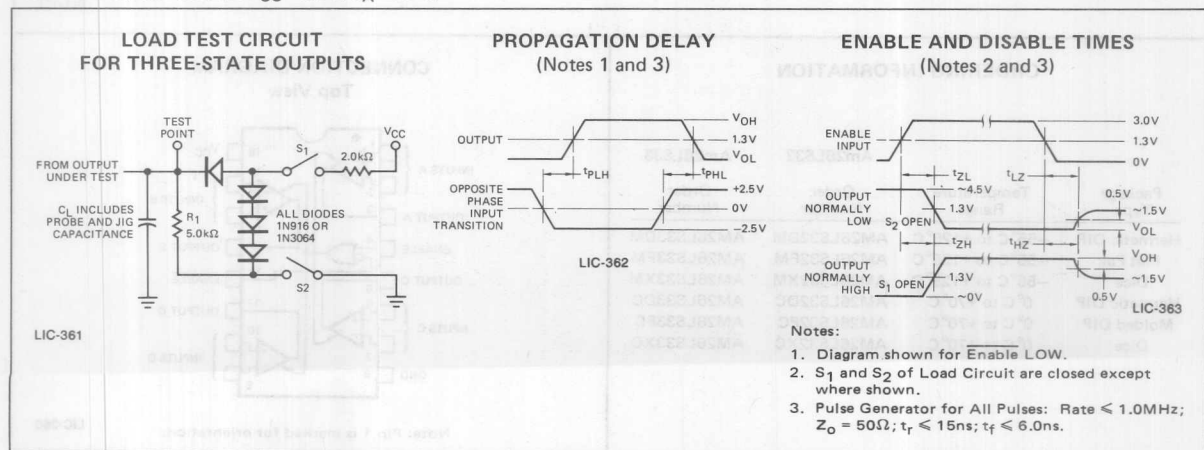 LOAD TEST CIRCUIT
FOR THREE-STATE OUTPUTS
TEST
POINT
FROM OUTPUT
UNDER TEST
S1
2.0kΩ
VCC
CL INCLUDES
PROBE AND JIG
CAPACITANCE
R1
5.0kΩ
ALL DIODES
1N916 OR
1N3064
S2
LIC-361
PROPAGATION DELAY
(Notes 1 and 3)
OUTPUT
VOH
1.3V
VOL
tPLH
tPHL
OPPOSITE
PHASE
INPUT
TRANSITION
+2.5V
0V
−2.5V
LIC-362
ENABLE AND DISABLE TIMES
(Notes 2 and 3)
ENABLE
INPUT
3.0V
1.3V
0V
tZL
tLZ
OUTPUT
NORMALLY
LOW
~4.5V
1.3V
S2 OPEN
0.5V
~1.5V
VOL
tZH
tHZ
OUTPUT
NORMALLY
HIGH
S1 OPEN
1.3V
~0V
VOH
~1.5V
0.5V
LIC-363
Notes:
1. Diagram shown for Enable LOW.
2. S1 and S2 of Load Circuit are closed except
where shown.
3. Pulse Generator for All Pulses: Rate ≤ 1.0MHz;
Zo = 50Ω; tr ≤ 15ns; tf ≤ 6.0ns.